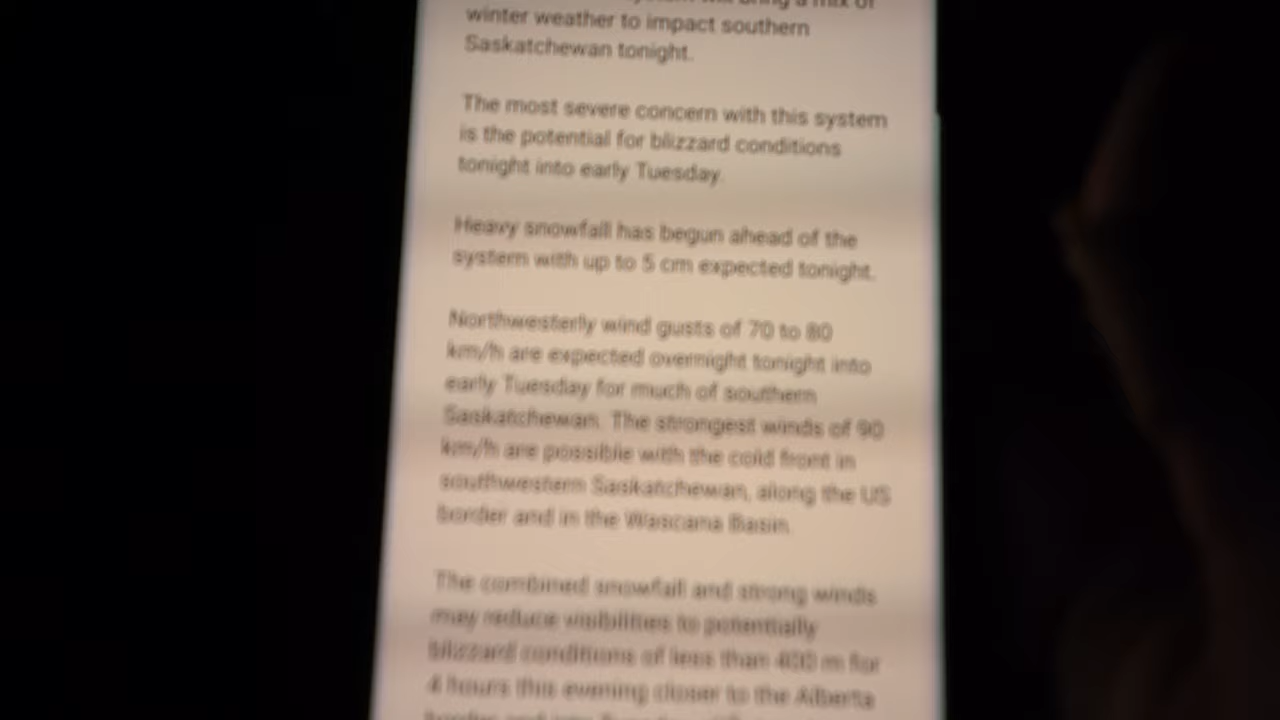 system will bring a mix of
winter weather to impact southern
Saskatchewan tonight.
The most severe concern with this system
is the potential for blizzard conditions
tonight into early Tuesday.
Heavy snowfall has begun ahead of the
system with up to 5 cm expected tonight.
Northwesterly wind gusts of 70 to 80
km/h are expected overnight tonight into
early Tuesday for much of southern
Saskatchewan. The strongest winds of 90
km/h are possible with the cold front in
southwestern Saskatchewan, along the US
border and in the Wascana Basin.
The combined snowfall and strong winds
may reduce visibilities to potentially
blizzard conditions of less than 400 m for
4 hours this evening closer to the Alberta